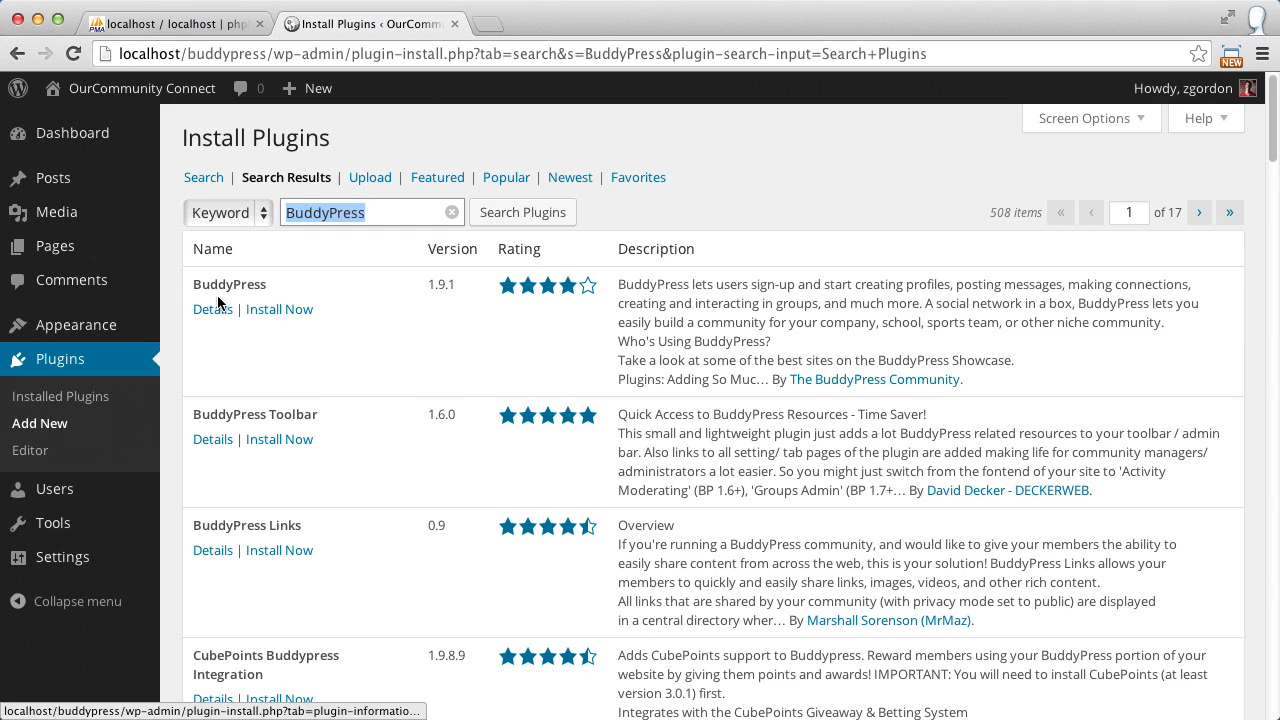 localhost / localhost | php
Install Plugins ‹ OurComm
localhost/buddypress/wp-admin/plugin-install.php?tab=search&s=BuddyPress&plugin-search-input=Search+Plugins
NEW
OurCommunity Connect
0
New
Howdy, zgordon
Dashboard
Posts
Media
Pages
Comments
Appearance
Plugins
Installed Plugins
Add New
Editor
Users
Tools
Settings
Collapse menu
Screen Options
Help
Install Plugins
Search | Search Results | Upload | Featured | Popular | Newest | Favorites
Keyword
BuddyPress
Search Plugins
508 items « ‹ 1 of 17 › »
Name Version Rating Description
BuddyPress
Details | Install Now
1.9.1
BuddyPress lets users sign-up and start creating profiles, posting messages, making connections,
creating and interacting in groups, and much more. A social network in a box, BuddyPress lets you
easily build a community for your company, school, sports team, or other niche community.
Who's Using BuddyPress?
Take a look at some of the best sites on the BuddyPress Showcase.
Plugins: Adding So Muc… By The BuddyPress Community.
BuddyPress Toolbar
Details | Install Now
1.6.0
Quick Access to BuddyPress Resources - Time Saver!
This small and lightweight plugin just adds a lot BuddyPress related resources to your toolbar / admin
bar. Also links to all setting/ tab pages of the plugin are added making life for community managers/
administrators a lot easier. So you might just switch from the fontend of your site to 'Activity
Moderating' (BP 1.6+), 'Groups Admin' (BP 1.7+… By David Decker - DECKERWEB.
BuddyPress Links
Details | Install Now
0.9
Overview
If you're running a BuddyPress community, and would like to give your members the ability to
easily share content from across the web, this is your solution! BuddyPress Links allows your
members to quickly and easily share links, images, videos, and other rich content.
All links that are shared by your community (with privacy mode set to public) are displayed
in a central directory wher… By Marshall Sorenson (MrMaz).
CubePoints Buddypress
Integration
Details | Install Now
1.9.8.9
Adds CubePoints support to Buddypress. Reward members using your BuddyPress portion of your
website by giving them points and awards! IMPORTANT: You will need to install CubePoints (at least
version 3.0.1) first.
Integrates with the CubePoints Giveaway & Betting System
localhost/buddypress/wp-admin/plugin-install.php?tab=plugin-informatio...